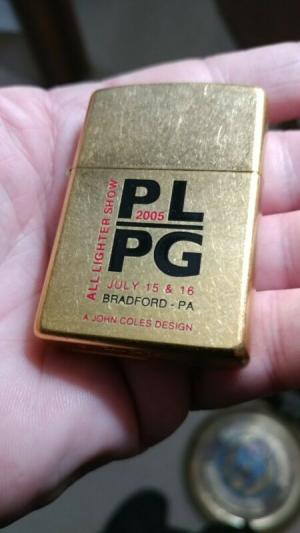 ALL LIGHTER SHOW
PL
2005
PG
JULY 15 & 16
BRADFORD - PA
A JOHN COLES DESIGN